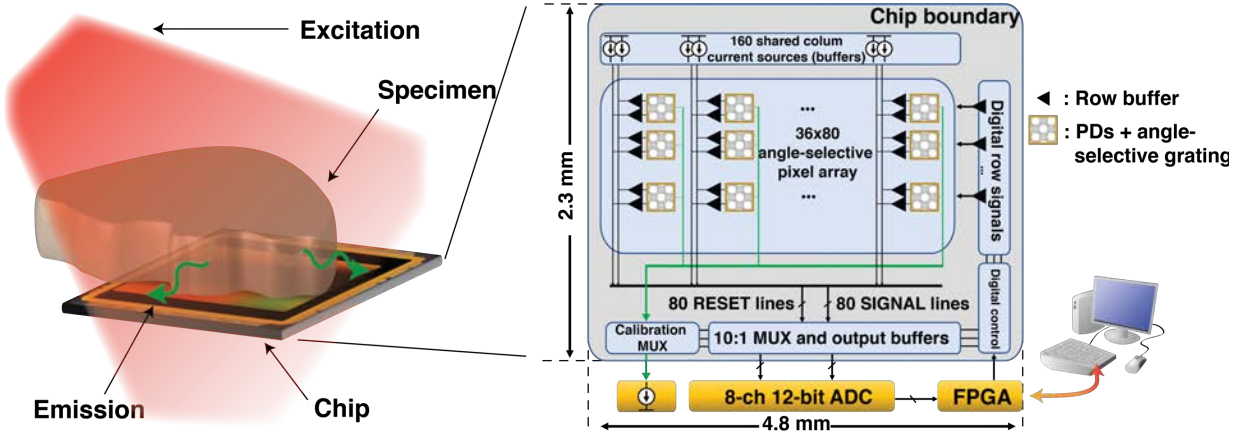 Excitation
Specimen
Emission
Chip
Chip boundary
160 shared colum
current sources (buffers)
36x80
angle-selective
pixel array
...
...
Digital row signals
...
: Row buffer
: PDs + angle-
selective grating
2.3 mm
80 RESET lines
80 SIGNAL lines
Calibration
MUX
10:1 MUX and output buffers
Digital control
8-ch 12-bit ADC
FPGA
4.8 mm